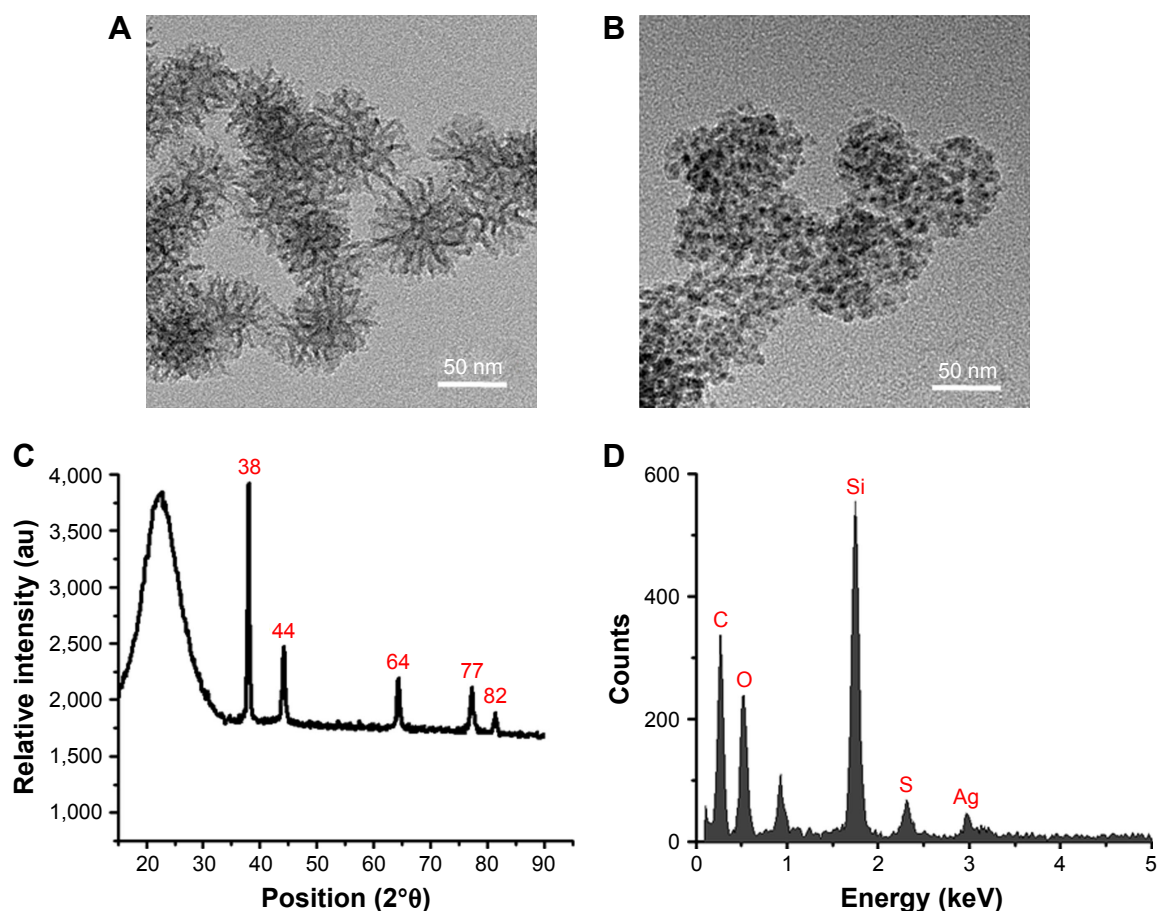 A
B
50 nm
50 nm
C
D
4,000
3,500
3,000
2,500
2,000
1,500
1,000
Relative intensity (au)
38
44
64
77
82
20 30 40 50 60 70 80 90
Position (2°θ)
600
400
200
0
Counts
C
O
Si
S
Ag
0 1 2 3 4 5
Energy (keV)